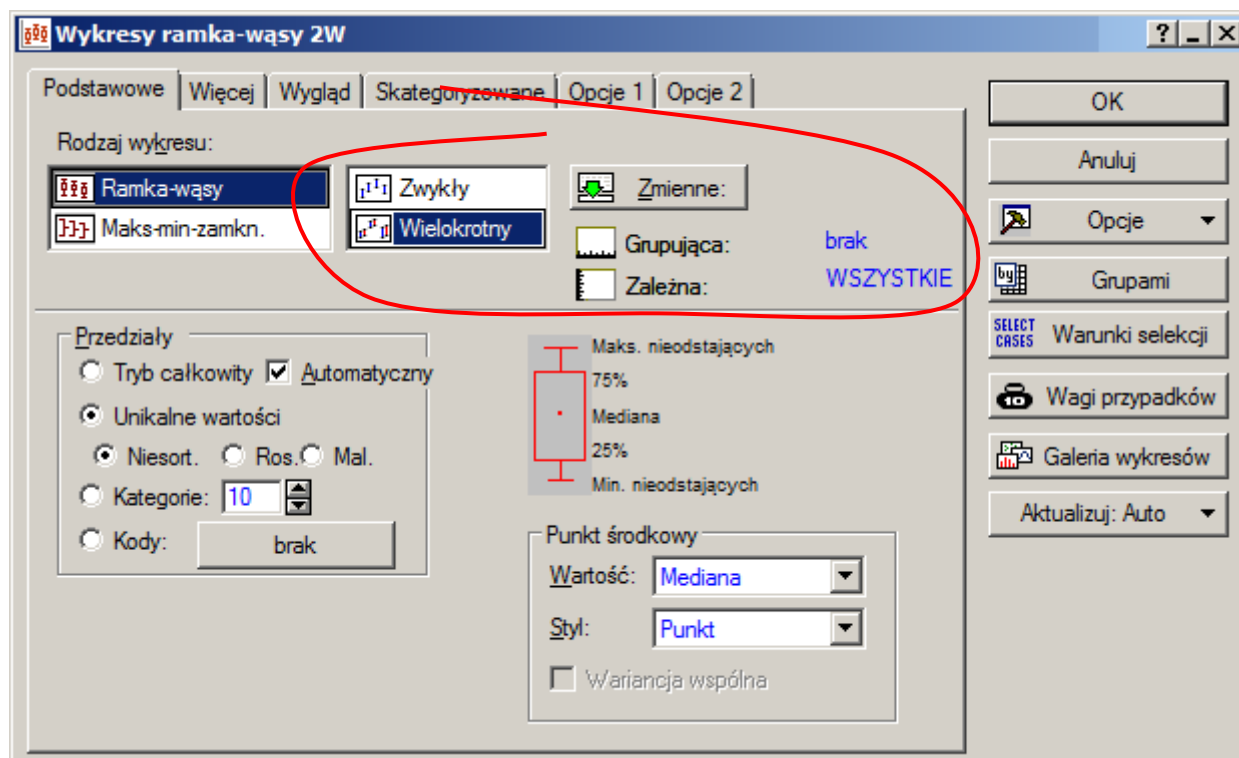 Wykresy ramka-wąsy 2W
Podstawowe Więcej Wygląd Skategoryzowane Opcje 1 Opcje 2
Rodzaj wykresu:
Ramka-wąsy
Maks-min-zamkn.
Zwykły
Wielokrotny
Zmienne:
Grupująca: brak
Zależna: WSZYSTKIE
Przedziały
Tryb całkowity Automatyczny
Unikalne wartości
Niesort. Ros. Mal.
Kategorie: 10
Kody: brak
Maks. nieodstających
75%
Mediana
25%
Min. nieodstających
Punkt środkowy
Wartość: Mediana
Styl: Punkt
Wariancja wspólna
OK
Anuluj
Opcje
by Grupami
SELECT CASES Warunki selekcji
10 Wagi przypadków
Galeria wykresów
Aktualizuj: Auto